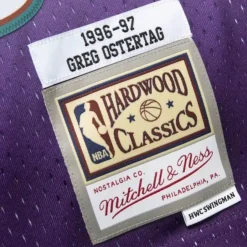 1996-97
GREG OSTERTAG
HARDWOOD
CLASSICS
NBA
NOSTALGIA CO.
Mitchell & Ness
PHILADELPHIA, PA.
HWC SWINGMAN